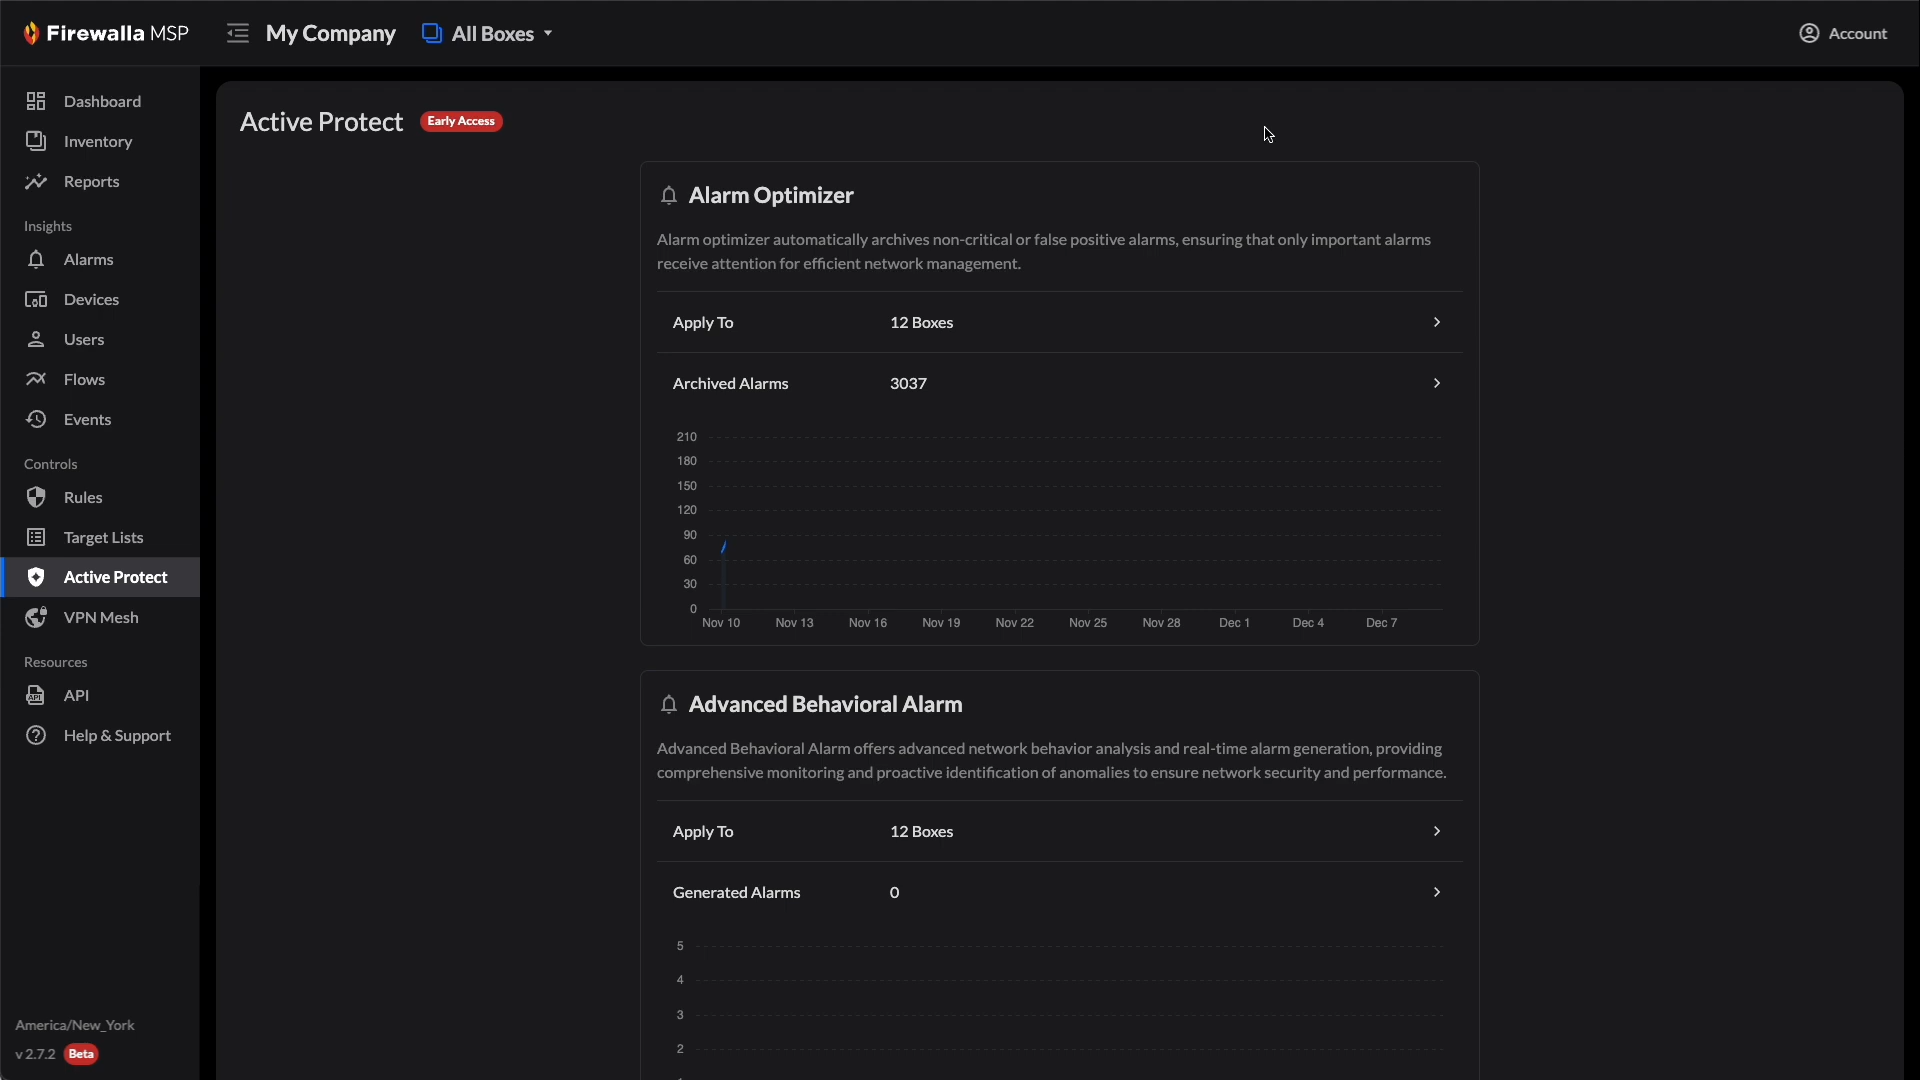 Firewalla MSP
My Company
All Boxes
Account
Dashboard
Inventory
Reports
Insights
Alarms
Devices
Users
Flows
Events
Controls
Rules
Target Lists
Active Protect
VPN Mesh
Resources
API
Help & Support
America/New_York
v 2.7.2 Beta
Active Protect Early Access
Alarm Optimizer
Alarm optimizer automatically archives non-critical or false positive alarms, ensuring that only important alarms
receive attention for efficient network management.
Apply To 12 Boxes
Archived Alarms 3037
210
180
150
120
90
60
30
0
Nov 10 Nov 13 Nov 16 Nov 19 Nov 22 Nov 25 Nov 28 Dec 1 Dec 4 Dec 7
Advanced Behavioral Alarm
Advanced Behavioral Alarm offers advanced network behavior analysis and real-time alarm generation, providing
comprehensive monitoring and proactive identification of anomalies to ensure network security and performance.
Apply To 12 Boxes
Generated Alarms 0
5
4
3
2